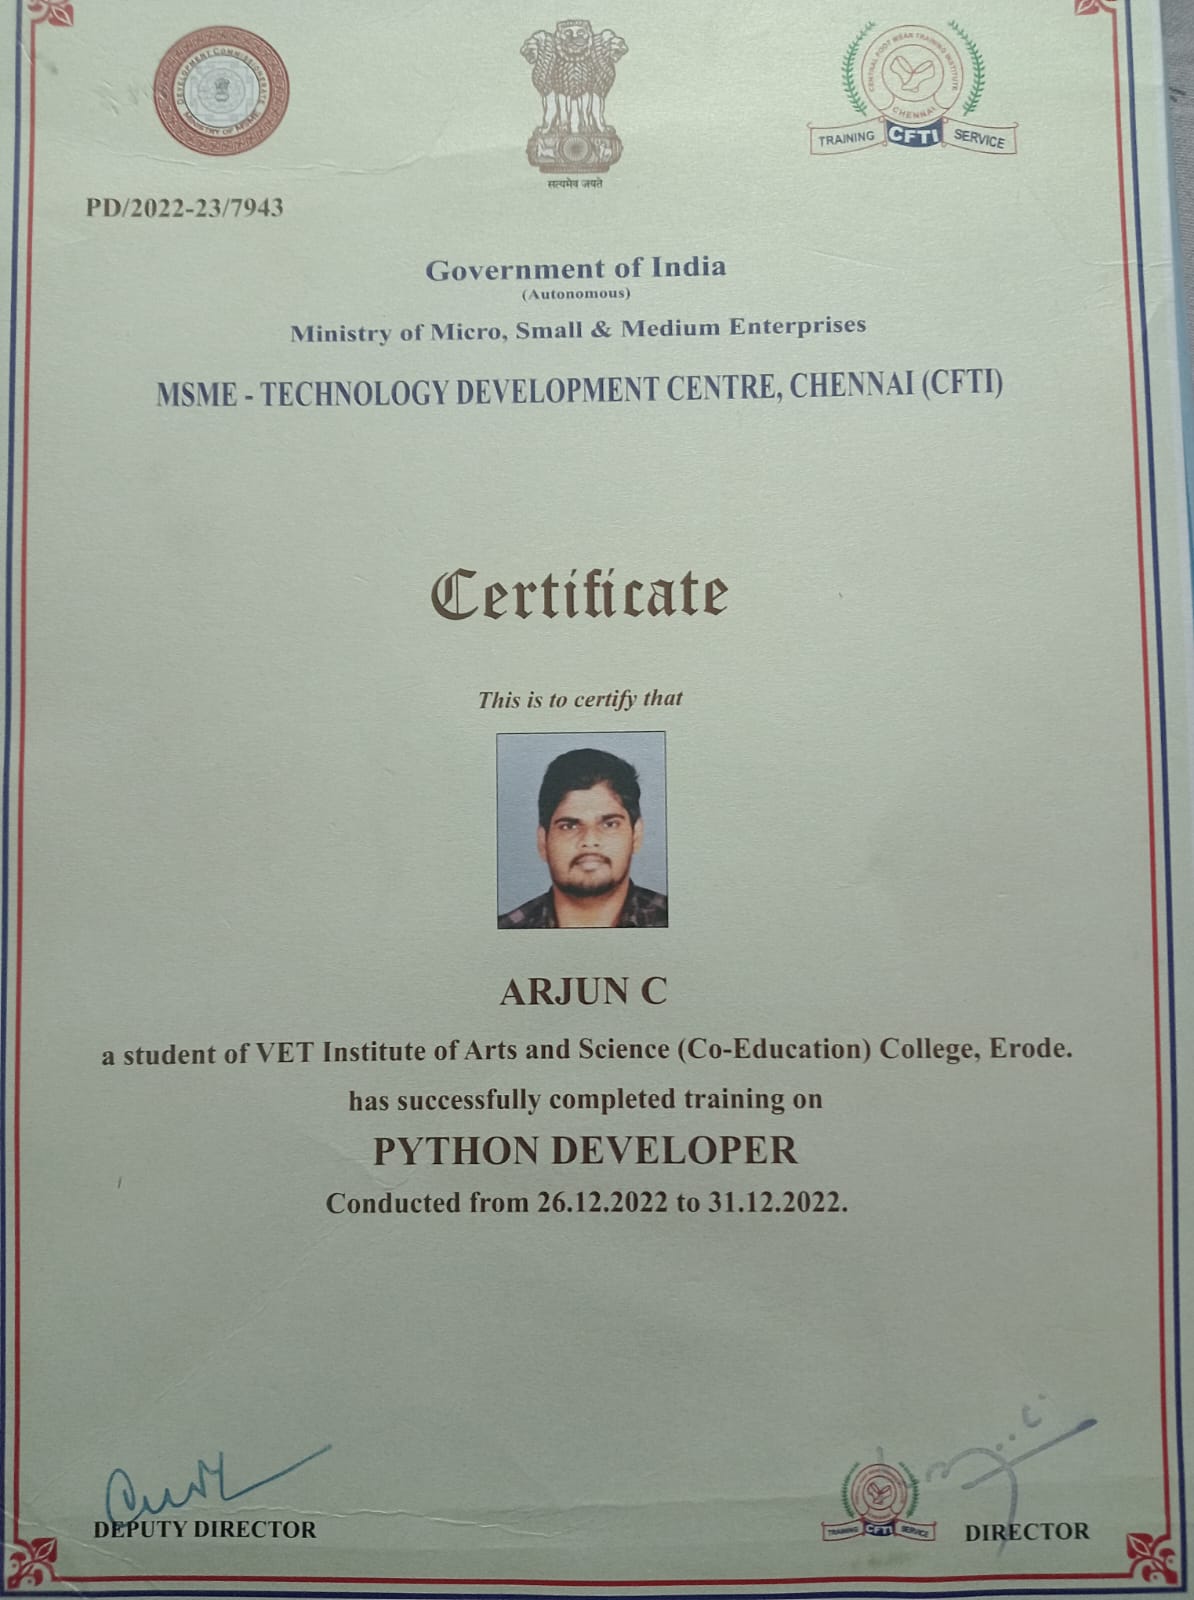 DEVELOPMENT COMMISSIONERATE
MINISTRY OF MSME
सत्यमेव जयते
CENTRAL FOOT WEAR TRAINING INSTITUTE
CHENNAI
TRAINING CFTI SERVICE
PD/2022-23/7943
Government of India
(Autonomous)
Ministry of Micro, Small & Medium Enterprises
MSME - TECHNOLOGY DEVELOPMENT CENTRE, CHENNAI (CFTI)
Certificate
This is to certify that
ARJUN C
a student of VET Institute of Arts and Science (Co-Education) College, Erode.
has successfully completed training on
PYTHON DEVELOPER
Conducted from 26.12.2022 to 31.12.2022.
DEPUTY DIRECTOR
TRAINING CFTI SERVICE
DIRECTOR